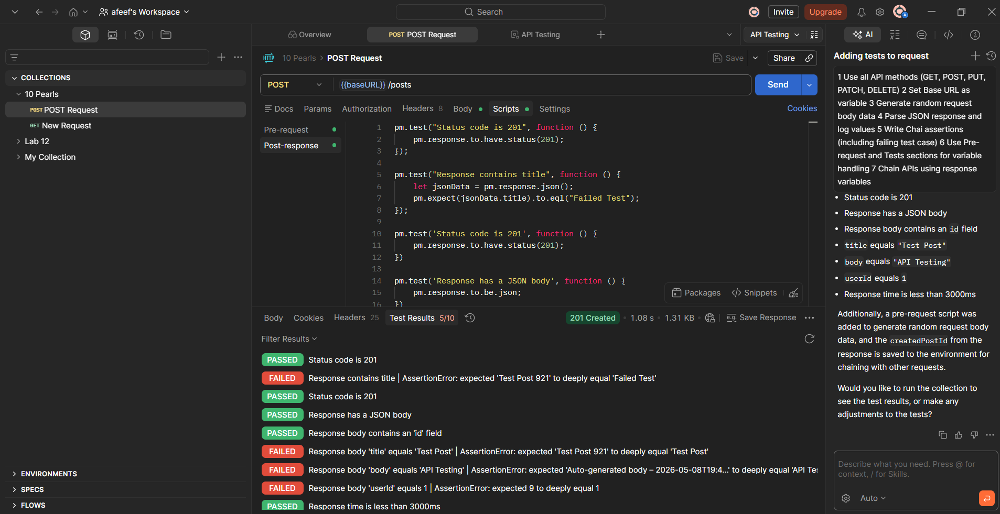 afeef's Workspace
Search
Invite
Upgrade
Overview
POST POST Request
API Testing
API Testing
AI
COLLECTIONS
10 Pearls
POST POST Request
GET New Request
Lab 12
My Collection
ENVIRONMENTS
SPECS
FLOWS
HTTP 10 Pearls > POST Request
Save
Share
POST
{{baseURL}} /posts
Send
Docs
Params
Authorization
Headers 8
Body
Scripts
Settings
Cookies
Pre-request
Post-response
1 pm.test("Status code is 201", function () {
2 pm.response.to.have.status(201);
3 });
4
5 pm.test("Response contains title", function () {
6 let jsonData = pm.response.json();
7 pm.expect(jsonData.title).to.eql("Failed Test");
8 });
9
10 pm.test('Status code is 201', function () {
11 pm.response.to.have.status(201);
12 })
13
14 pm.test('Response has a JSON body', function () {
15 pm.response.to.be.json;
16 })
Packages
Snippets
Body
Cookies
Headers 25
Test Results 5/10
201 Created
1.08 s
1.31 KB
e.g. Save Response
Filter Results
PASSED Status code is 201
FAILED Response contains title | AssertionError: expected 'Test Post 921' to deeply equal 'Failed Test'
PASSED Status code is 201
PASSED Response has a JSON body
PASSED Response body contains an 'id' field
FAILED Response body 'title' equals 'Test Post' | AssertionError: expected 'Test Post 921' to deeply equal 'Test Post'
FAILED Response body 'body' equals 'API Testing' | AssertionError: expected 'Auto-generated body – 2026-05-08T19:4...' to deeply equal 'API Tes
FAILED Response body 'userId' equals 1 | AssertionError: expected 9 to deeply equal 1
PASSED Response time is less than 3000ms
Adding tests to request
1 Use all API methods (GET, POST, PUT,
PATCH, DELETE) 2 Set Base URL as
variable 3 Generate random request
body data 4 Parse JSON response and
log values 5 Write Chai assertions
(including failing test case) 6 Use Pre-
request and Tests sections for variable
handling 7 Chain APIs using response
variables
• Status code is 201
• Response has a JSON body
• Response body contains an id field
• title equals "Test Post"
• body equals "API Testing"
• userId equals 1
• Response time is less than 3000ms
Additionally, a pre-request script was
added to generate random request body
data, and the createdPostId from the
response is saved to the environment for
chaining with other requests.
Would you like to run the collection to
see the test results, or make any
adjustments to the tests?
Describe what you need. Press @ for
context, / for Skills.
Auto
A